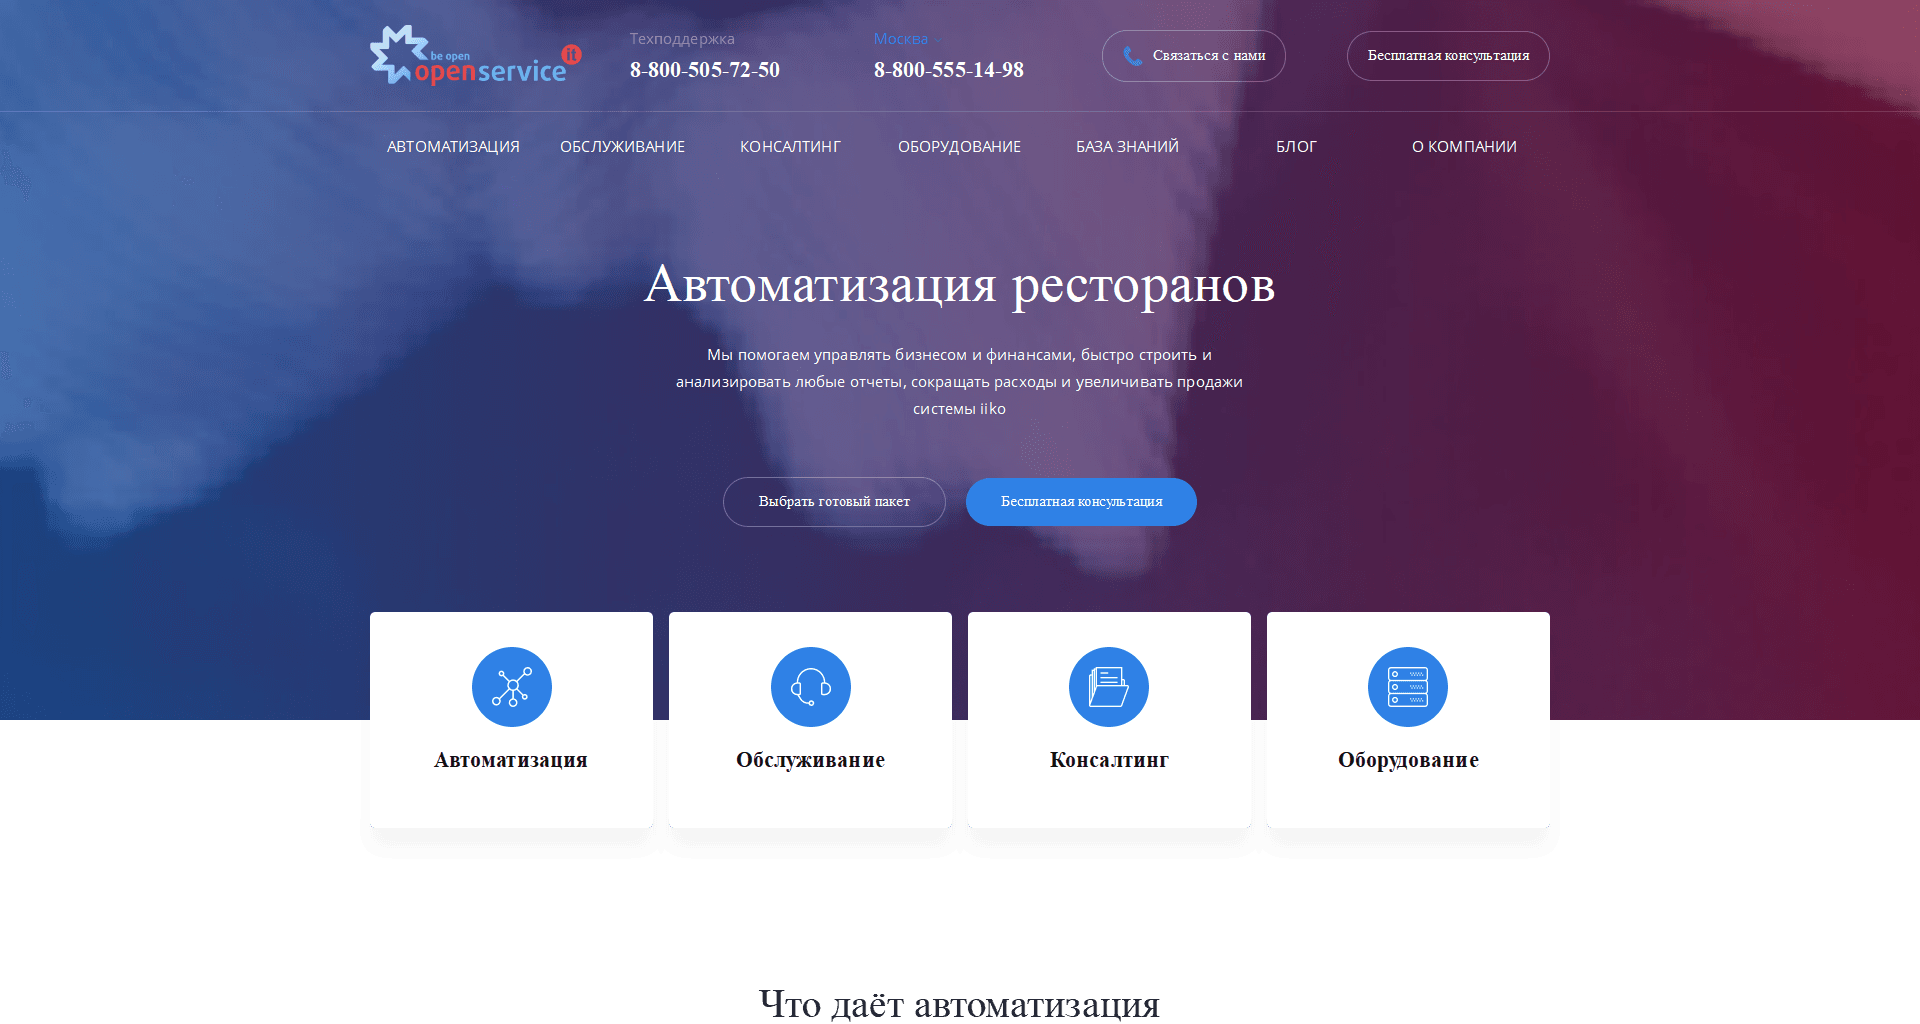 be open
openservice
it
Техподдержка
8-800-505-72-50
Москва
8-800-555-14-98
Связаться с нами
Бесплатная консультация
АВТОМАТИЗАЦИЯ
ОБСЛУЖИВАНИЕ
КОНСАЛТИНГ
ОБОРУДОВАНИЕ
БАЗА ЗНАНИЙ
БЛОГ
О КОМПАНИИ
Автоматизация ресторанов
Мы помогаем управлять бизнесом и финансами, быстро строить и
анализировать любые отчеты, сокращать расходы и увеличивать продажи
системы iiko
Выбрать готовый пакет
Бесплатная консультация
Автоматизация
Обслуживание
Консалтинг
Оборудование
Что даёт автоматизация